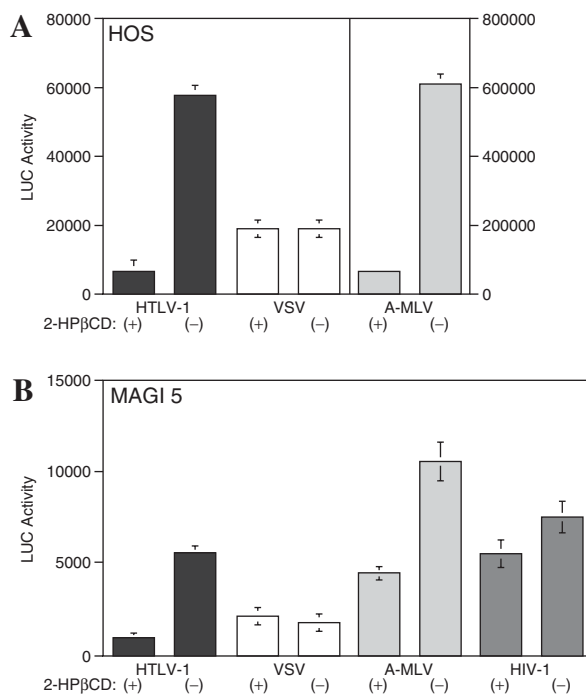 A
HOS
LUC Activity
80000
60000
40000
20000
0
800000
600000
400000
200000
0
HTLV-1 VSV A-MLV
2-HPβCD: (+) (−) (+) (−) (+) (−)
B
MAGI 5
LUC Activity
15000
10000
5000
0
HTLV-1 VSV A-MLV HIV-1
2-HPβCD: (+) (−) (+) (−) (+) (−) (+) (−)